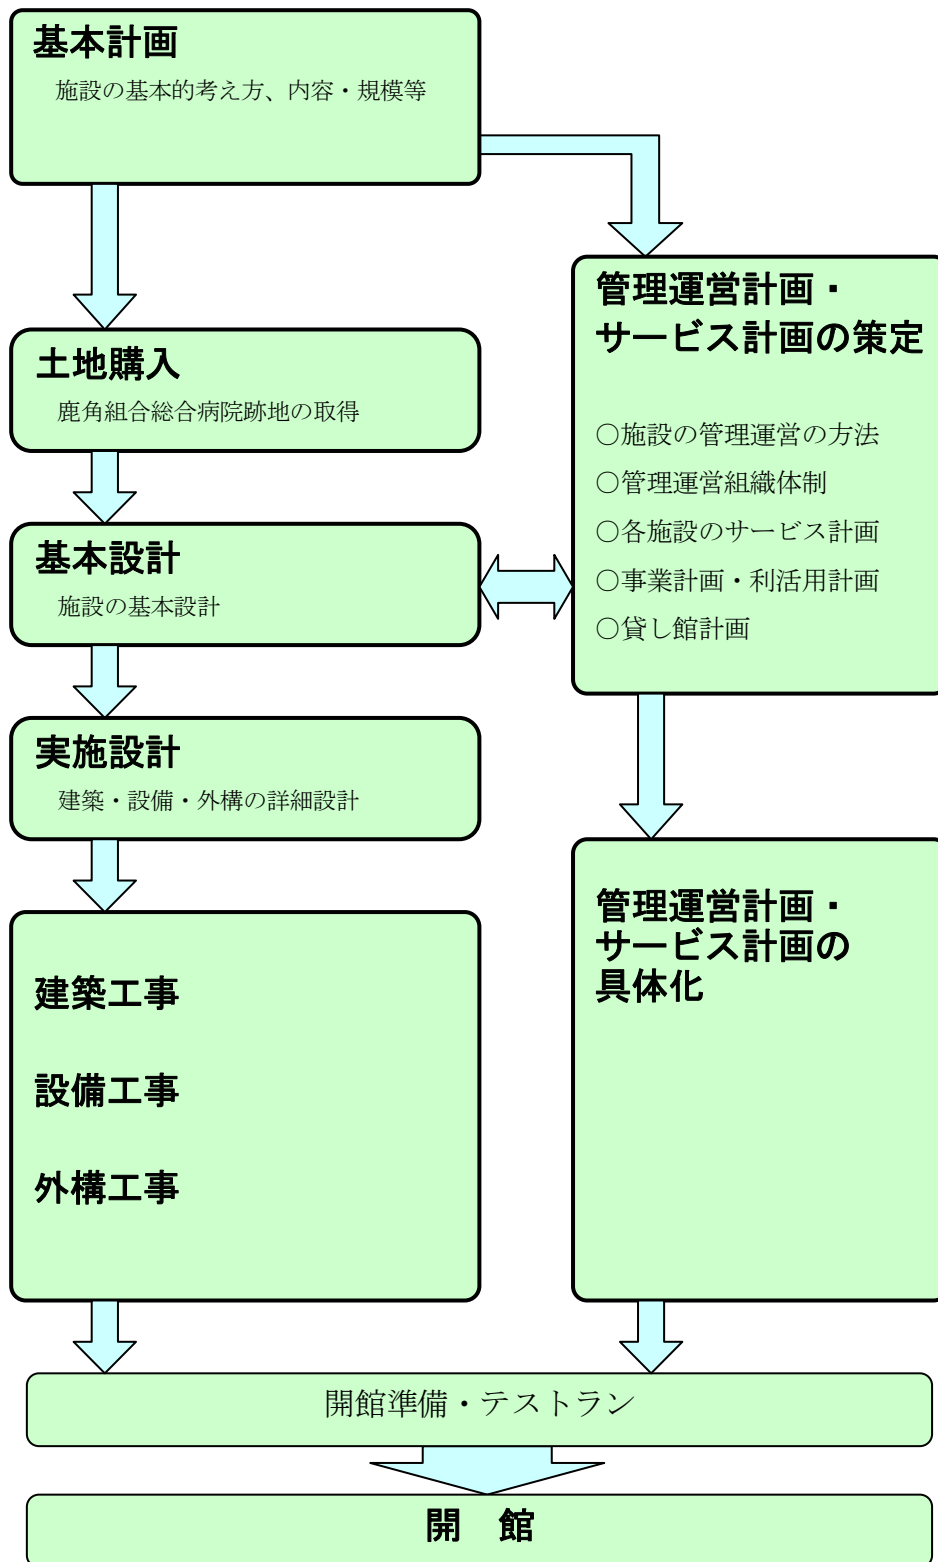 基本計画
施設の基本的考え方、内容・規模等
土地購入
鹿角組合総合病院跡地の取得
基本設計
施設の基本設計
実施設計
建築・設備・外構の詳細設計
建築工事
設備工事
外構工事
管理運営計画・
サービス計画の策定
○施設の管理運営の方法
○管理運営組織体制
○各施設のサービス計画
○事業計画・利活用計画
○貸し館計画
管理運営計画・
サービス計画の
具体化
開館準備・テストラン
開　館